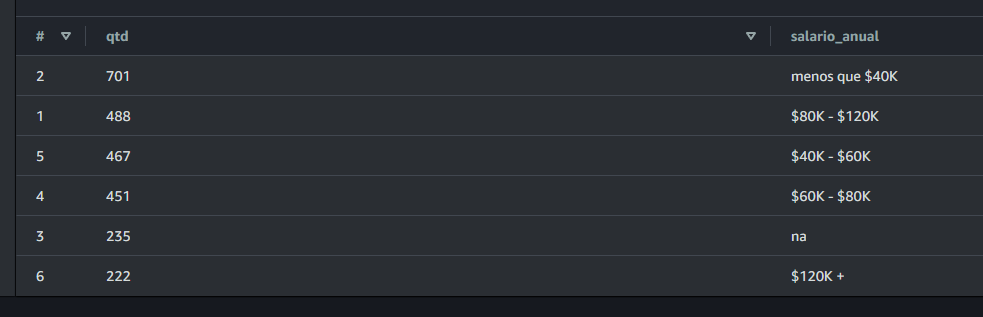 # qtd salario_anual
2 701 menos que $40K
1 488 $80K - $120K
5 467 $40K - $60K
4 451 $60K - $80K
3 235 na
6 222 $120K +